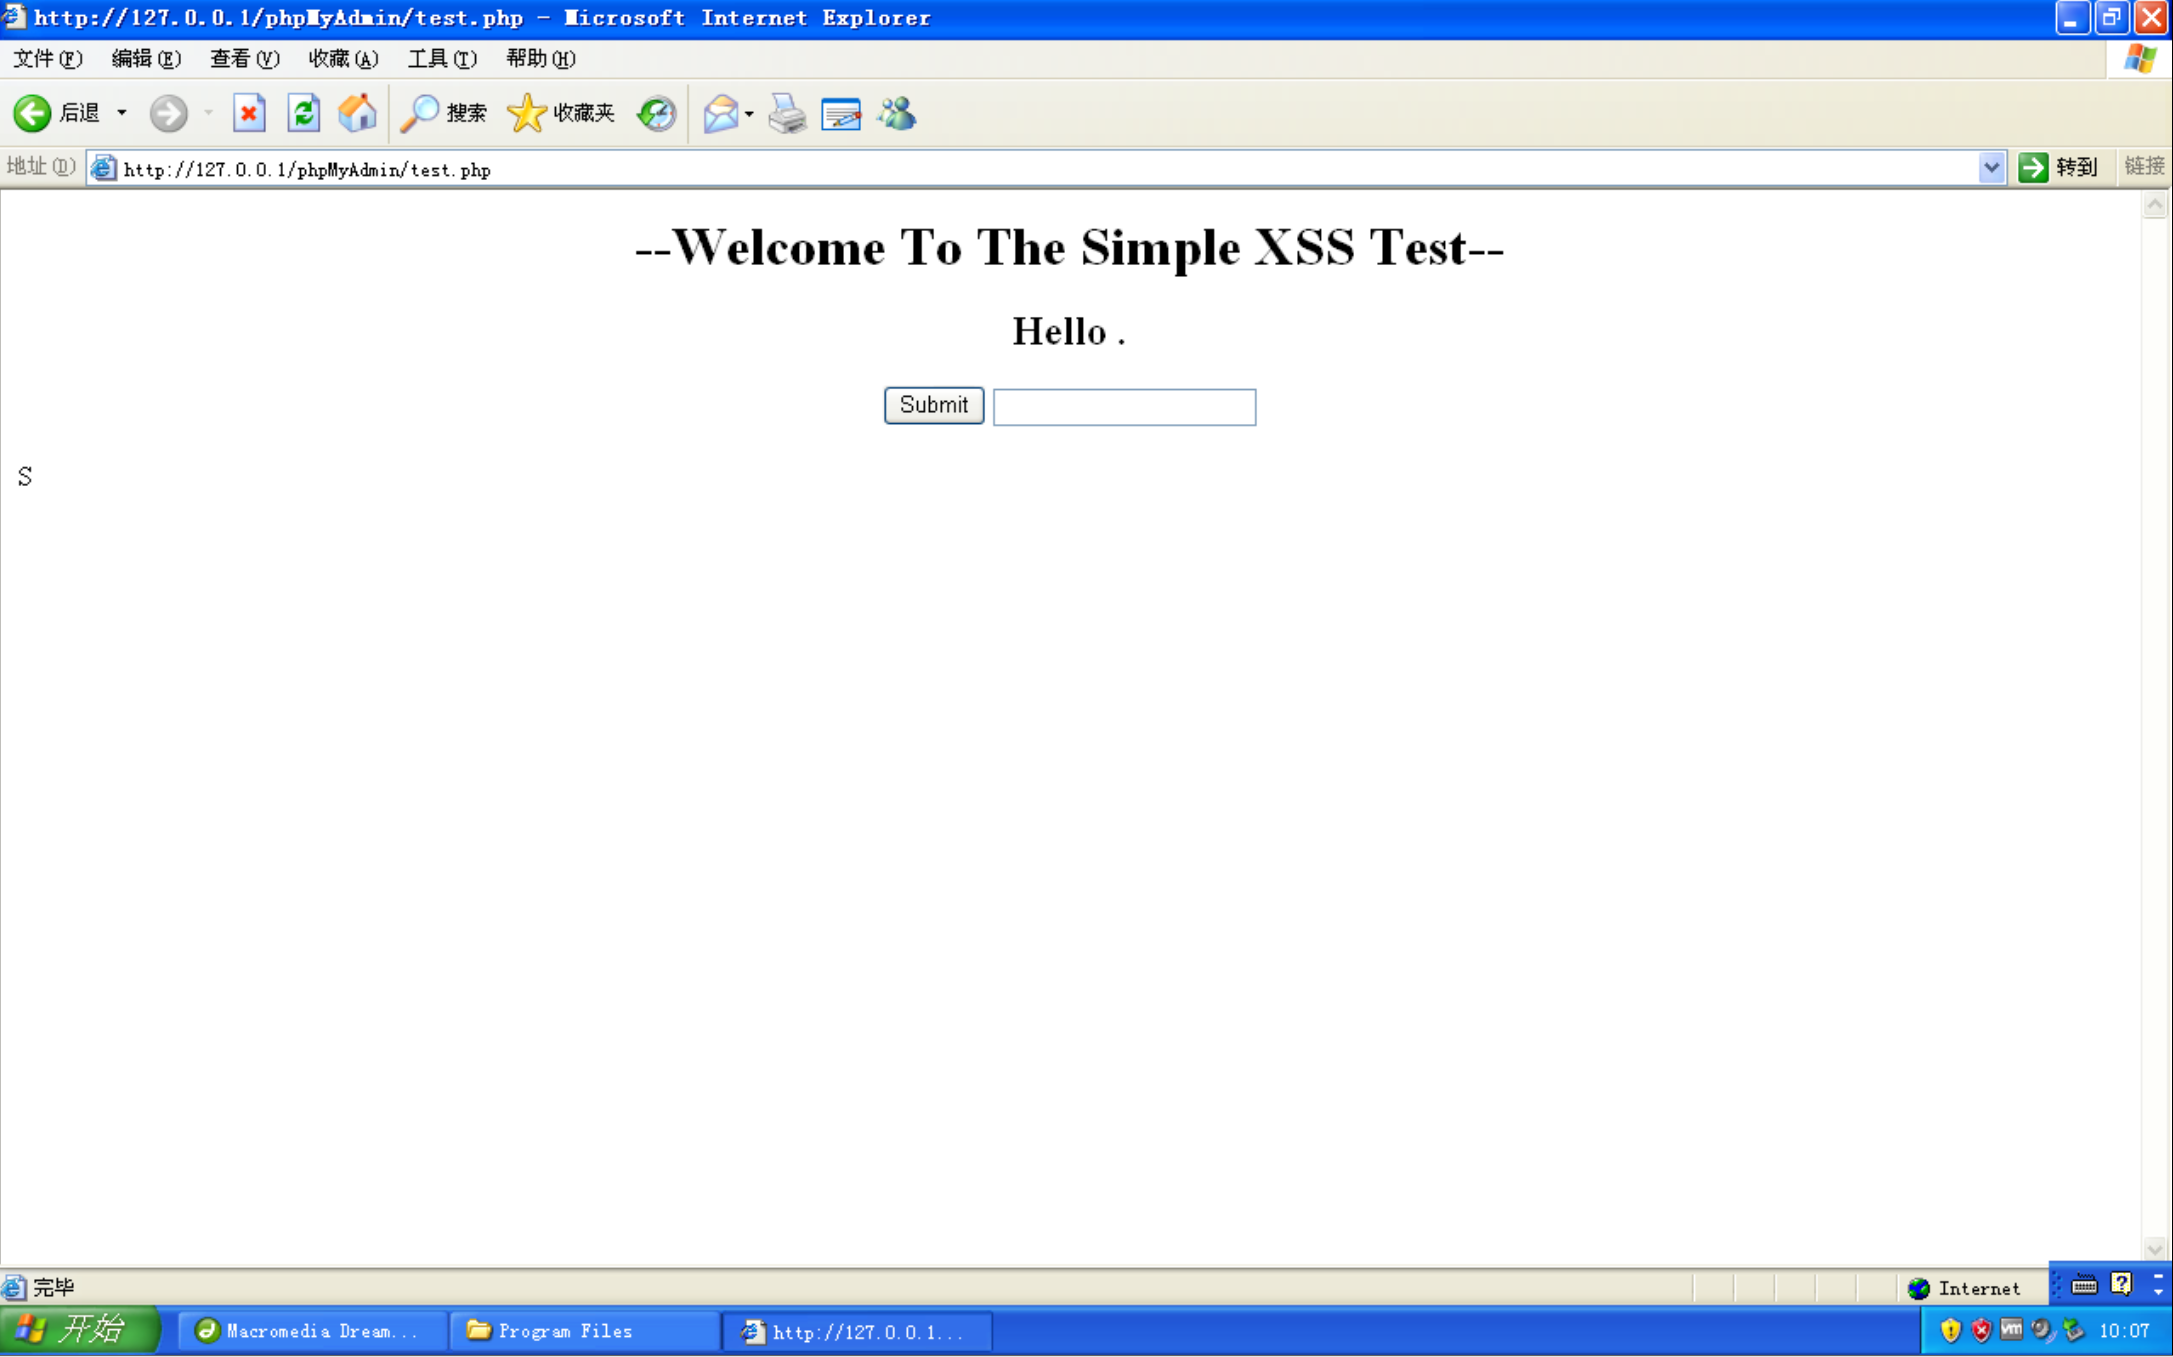 http://127.0.0.1/phpMyAdmin/test.php - Microsoft Internet Explorer
文件(F) 编辑(E) 查看(V) 收藏(A) 工具(T) 帮助(H)
后退 搜索 收藏夹
地址(D) http://127.0.0.1/phpMyAdmin/test.php 转到 链接
--Welcome To The Simple XSS Test--
Hello .
Submit
S
完毕 Internet
开始 Macromedia Dream... Program Files http://127.0.0.1... vm 10:07